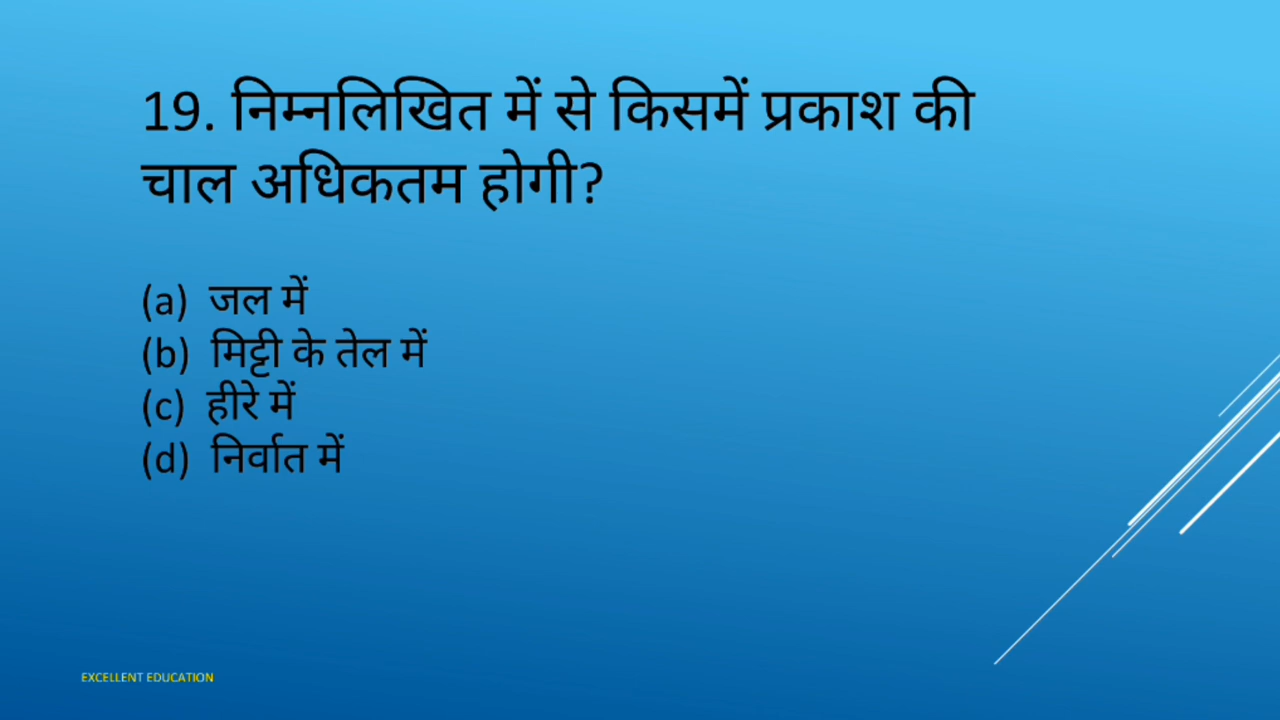 19. निम्नलिखित में से किसमें प्रकाश की
चाल अधिकतम होगी?
(a) जल में
(b) मिट्टी के तेल में
(c) हीरे में
(d) निर्वात में
EXCELLENT EDUCATION